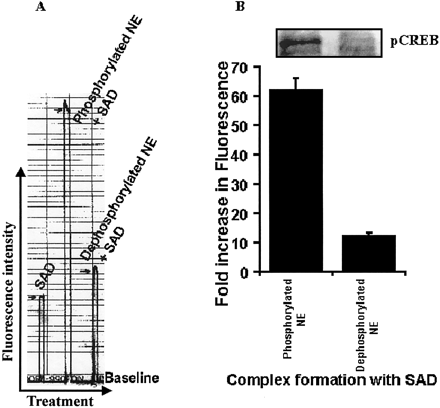 A
Phosphorylated NE
+ SAD
Dephosphorylated NE
+ SAD
SAD
Baseline
Fluorescence intensity
Treatment
B
pCREB
Fold increase in Fluorescence
70
60
50
40
30
20
10
0
Phosphorylated
NE
Dephosphorylated
NE
Complex formation with SAD